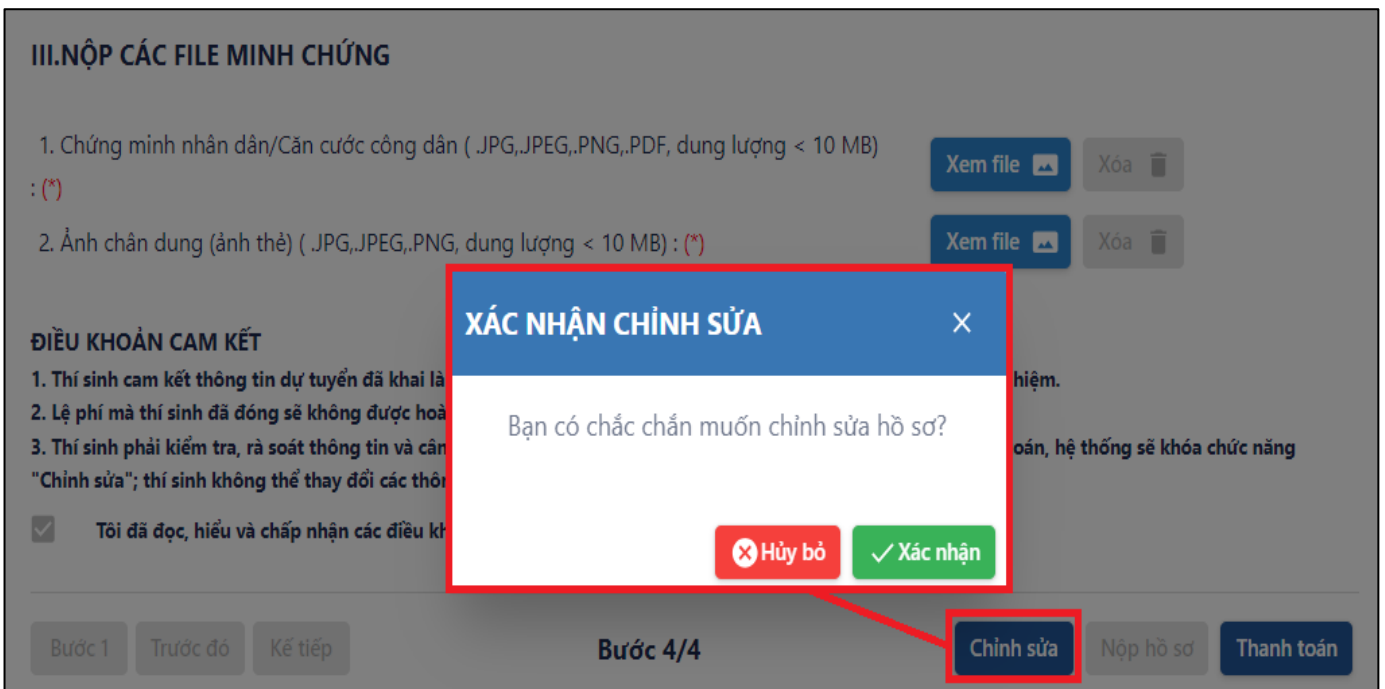 III.NỘP CÁC FILE MINH CHỨNG
1. Chứng minh nhân dân/Căn cước công dân ( .JPG,.JPEG,.PNG,.PDF, dung lượng < 10 MB)
: (*)
Xem file
Xóa
2. Ảnh chân dung (ảnh thẻ) ( .JPG,.JPEG,.PNG, dung lượng < 10 MB) : (*)
Xem file
Xóa
XÁC NHẬN CHỈNH SỬA
Bạn có chắc chắn muốn chỉnh sửa hồ sơ?
Hủy bỏ
Xác nhận
ĐIỀU KHOẢN CAM KẾT
1. Thí sinh cam kết thông tin dự tuyển đã khai là hiệm.
2. Lệ phí mà thí sinh đã đóng sẽ không được hoà
3. Thí sinh phải kiểm tra, rà soát thông tin và cân oán, hệ thống sẽ khóa chức năng
"Chỉnh sửa"; thí sinh không thể thay đổi các thôn
Tôi đã đọc, hiểu và chấp nhận các điều kh
Bước 1
Trước đó
Kế tiếp
Bước 4/4
Chỉnh sửa
Nộp hồ sơ
Thanh toán